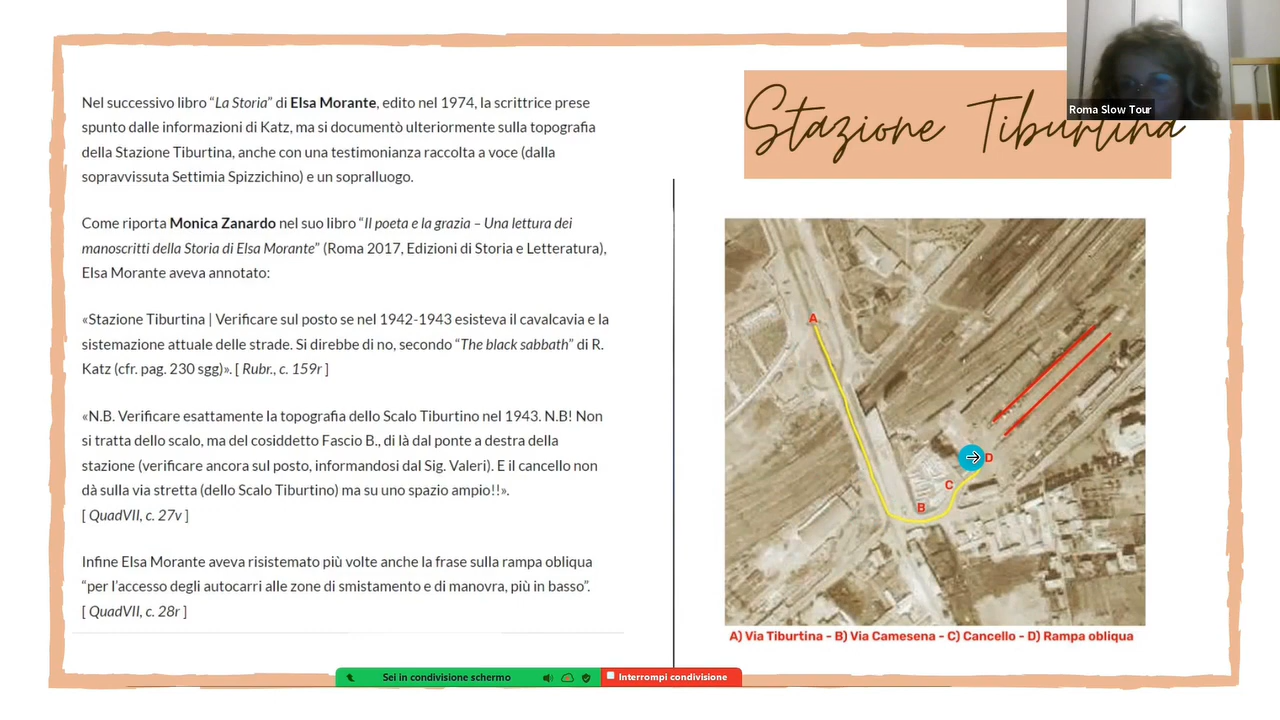 Nel successivo libro “La Storia” di Elsa Morante, edito nel 1974, la scrittrice prese
spunto dalle informazioni di Katz, ma si documentò ulteriormente sulla topografia
della Stazione Tiburtina, anche con una testimonianza raccolta a voce (dalla
sopravvissuta Settimia Spizzichino) e un sopralluogo.
Come riporta Monica Zanardo nel suo libro “Il poeta e la grazia – Una lettura dei
manoscritti della Storia di Elsa Morante” (Roma 2017, Edizioni di Storia e Letteratura),
Elsa Morante aveva annotato:
«Stazione Tiburtina | Verificare sul posto se nel 1942-1943 esisteva il cavalcavia e la
sistemazione attuale delle strade. Si direbbe di no, secondo “The black sabbath” di R.
Katz (cfr. pag. 230 sgg)». [ Rubr., c. 159r ]
«N.B. Verificare esattamente la topografia dello Scalo Tiburtino nel 1943. N.B! Non
si tratta dello scalo, ma del cosiddetto Fascio B., di là dal ponte a destra della
stazione (verificare ancora sul posto, informandosi dal Sig. Valeri). E il cancello non
dà sulla via stretta (dello Scalo Tiburtino) ma su uno spazio ampio!!».
[ QuadVII, c. 27v ]
Infine Elsa Morante aveva risistemato più volte anche la frase sulla rampa obliqua
“per l’accesso degli autocarri alle zone di smistamento e di manovra, più in basso”.
[ QuadVII, c. 28r ]
Roma Slow Tour
Stazione Tiburtina
A
D
C
B
A) Via Tiburtina - B) Via Camesena - C) Cancello - D) Rampa obliqua
Sei in condivisione schermo
Interrompi condivisione